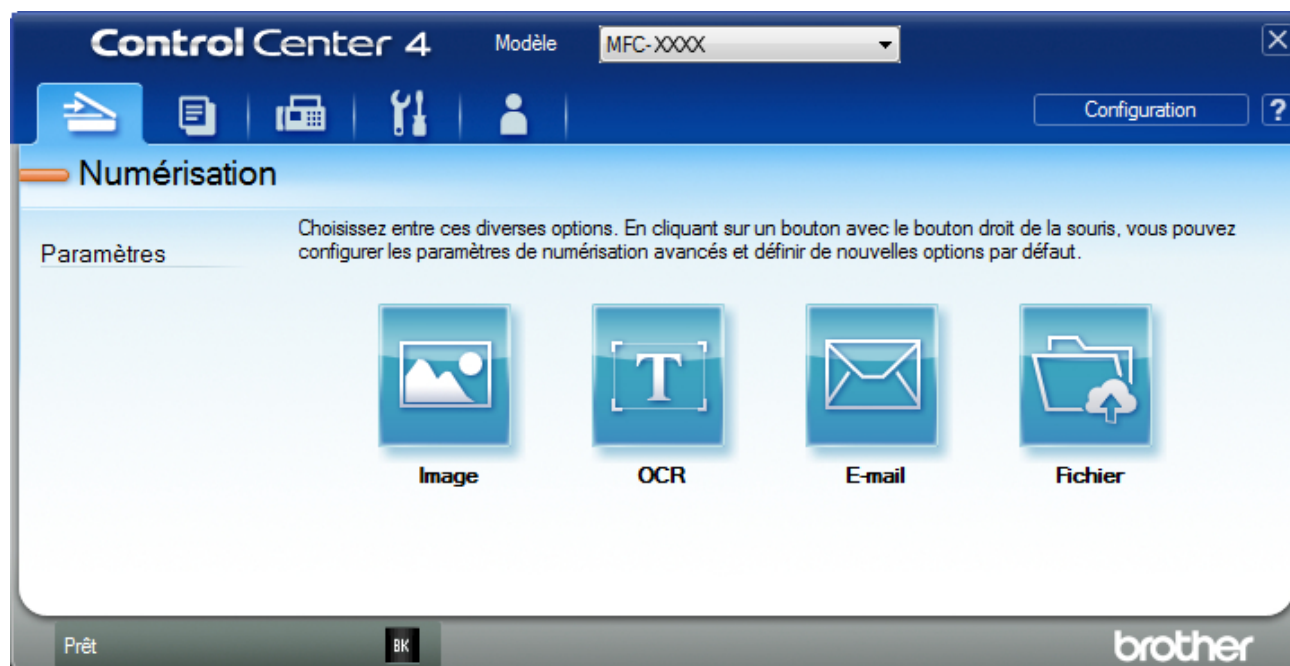 Control Center 4 Modèle MFC-XXXX
Configuration ?
Numérisation
Paramètres
Choisissez entre ces diverses options. En cliquant sur un bouton avec le bouton droit de la souris, vous pouvez
configurer les paramètres de numérisation avancés et définir de nouvelles options par défaut.
T
Image OCR E-mail Fichier
Prêt BK brother